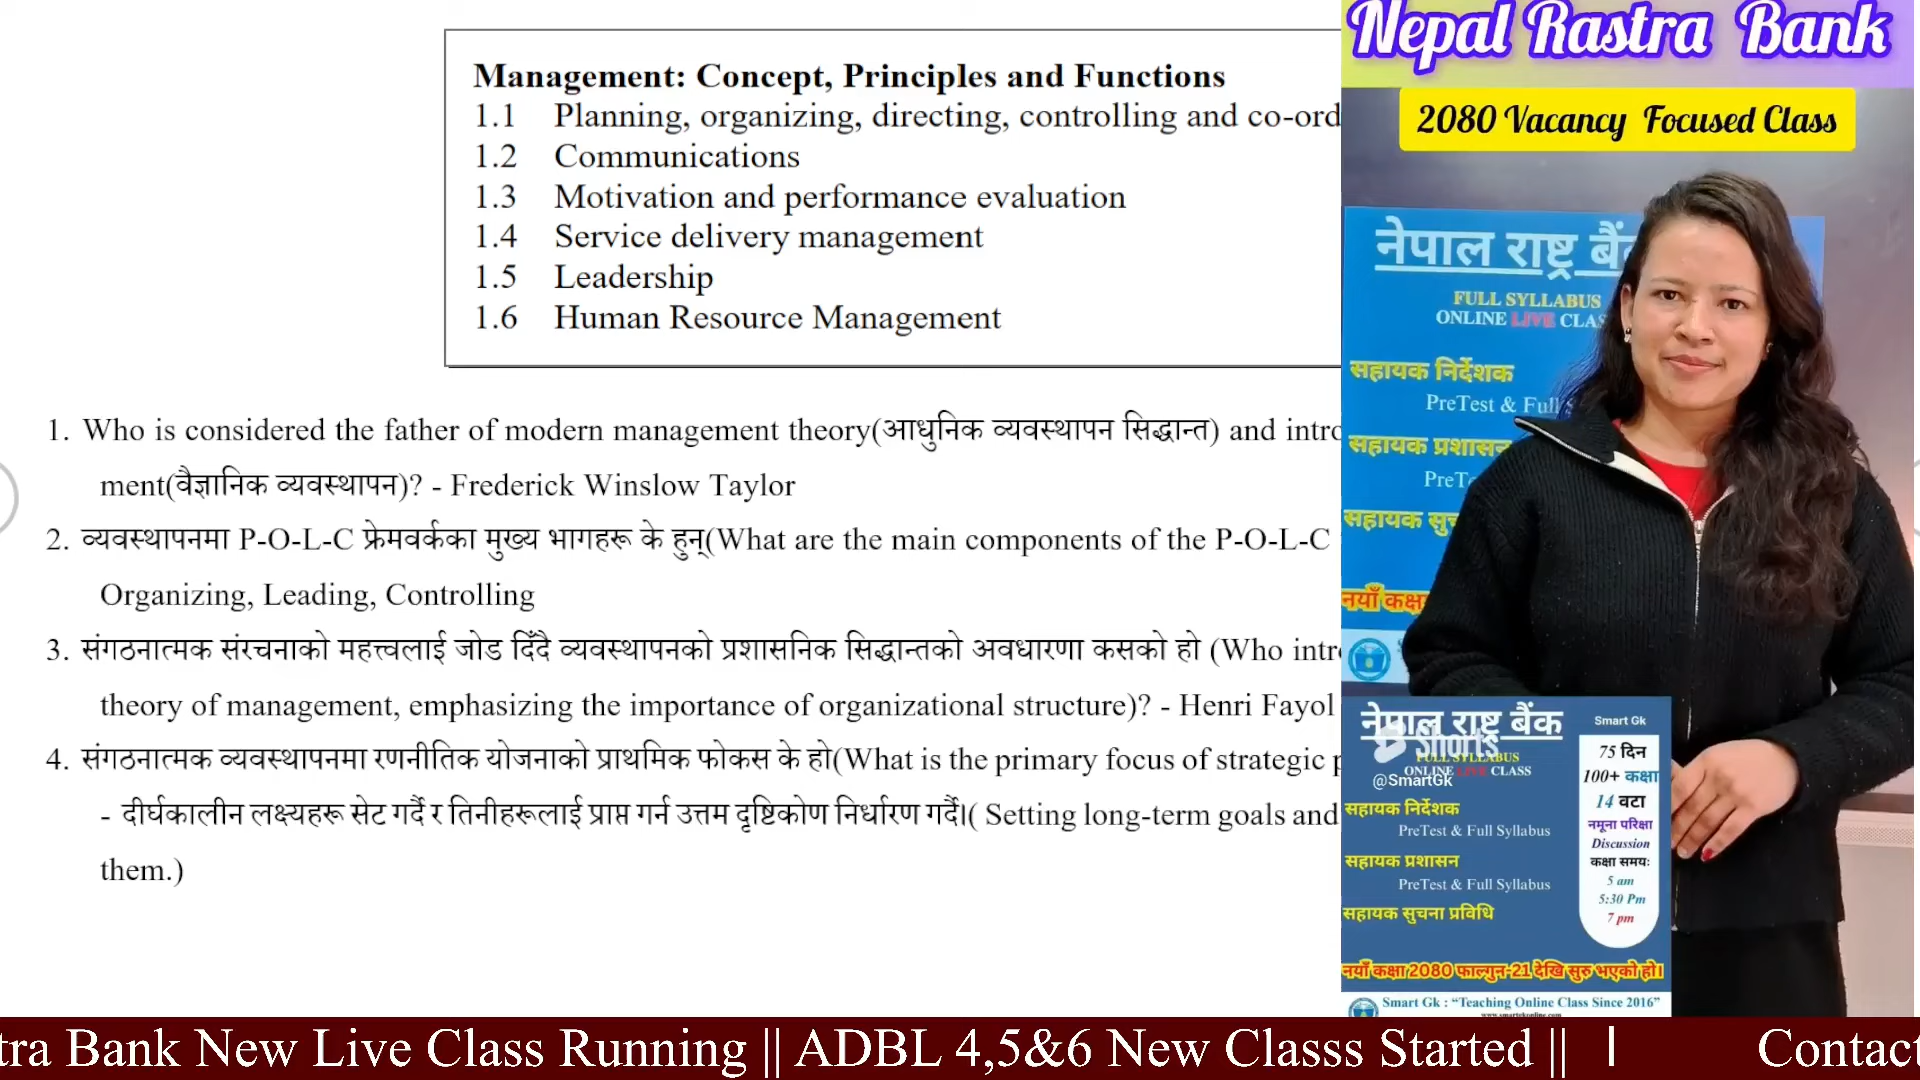 Management: Concept, Principles and Functions
1.1 Planning, organizing, directing, controlling and co-ord
1.2 Communications
1.3 Motivation and performance evaluation
1.4 Service delivery management
1.5 Leadership
1.6 Human Resource Management
1. Who is considered the father of modern management theory(आधुनिक व्यवस्थापन सिद्धान्त) and intro
ment(वैज्ञानिक व्यवस्थापन)? - Frederick Winslow Taylor
2. व्यवस्थापनमा P-O-L-C फ्रेमवर्कका मुख्य भागहरू के हुन्(What are the main components of the P-O-L-C
Organizing, Leading, Controlling
3. संगठनात्मक संरचनाको महत्त्वलाई जोड दिँदै व्यवस्थापनको प्रशासनिक सिद्धान्तको अवधारणा कसको हो (Who intr
theory of management, emphasizing the importance of organizational structure)? - Henri Fayol
4. संगठनात्मक व्यवस्थापनमा रणनीतिक योजनाको प्राथमिक फोकस के हो(What is the primary focus of strategic p
- दीर्घकालीन लक्ष्यहरू सेट गर्दै र तिनीहरूलाई प्राप्त गर्न उत्तम दृष्टिकोण निर्धारण गर्दै।( Setting long-term goals and
them.)
Nepal Rastra Bank
2080 Vacancy Focused Class
नेपाल राष्ट्र बैंक
FULL SYLLABUS
ONLINE LIVE CLAS
सहायक निर्देशक
PreTest & Full S
सहायक प्रशासन
PreT
सहायक सुच
नयाँ कक्षा
नेपाल राष्ट्र बैंक
Smart Gk
Shorts
FULL SYLLABUS
ONLINE LIVE CLASS
@SmartGk
सहायक निर्देशक
PreTest & Full Syllabus
सहायक प्रशासन
PreTest & Full Syllabus
सहायक सुचना प्रविधि
75 दिन
100+ कक्षा
14 वटा
नमूना परिक्षा
Discussion
कक्षा समयः
5 am
5:30 Pm
7 pm
नयाँ कक्षा 2080 फाल्गुन-21 देखि सुरु भएको हो।
Smart Gk : “Teaching Online Class Since 2016”
www.smartgkonline.com
tra Bank New Live Class Running || ADBL 4,5&6 New Classs Started || l Contact